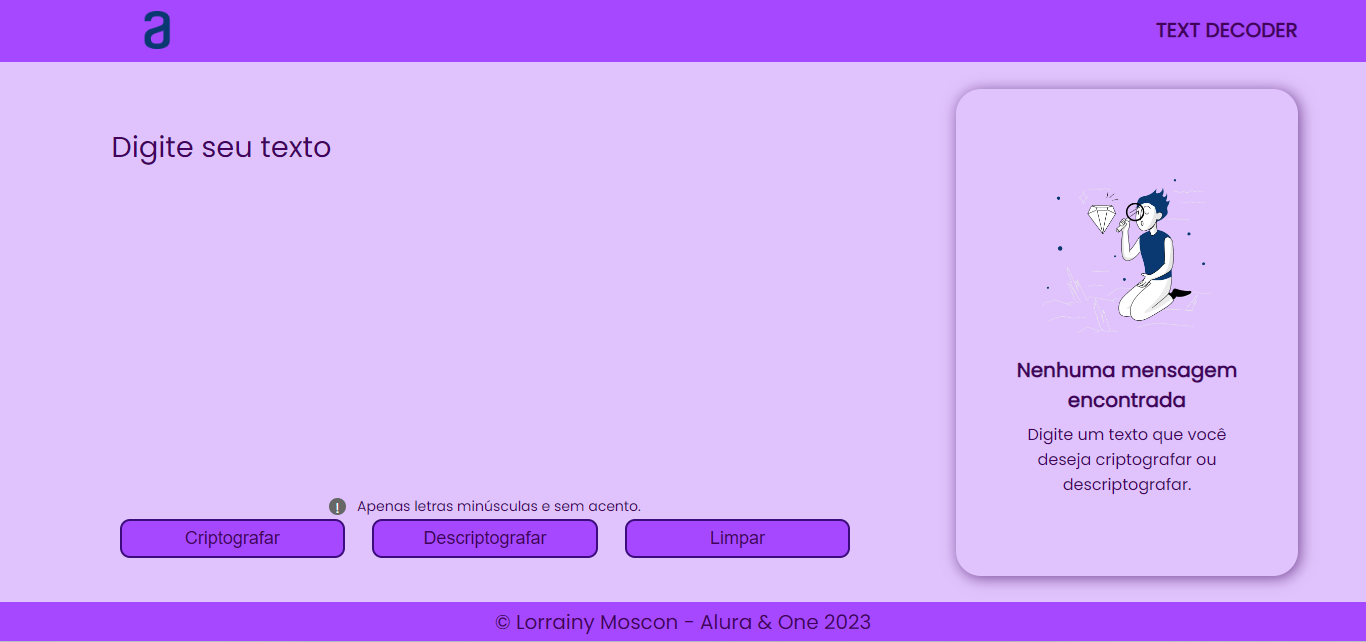 a
TEXT DECODER
Digite seu texto
Nenhuma mensagem
encontrada
Digite um texto que você
deseja criptografar ou
descriptografar.
! Apenas letras minúsculas e sem acento.
Criptografar
Descriptografar
Limpar
© Lorrainy Moscon - Alura & One 2023